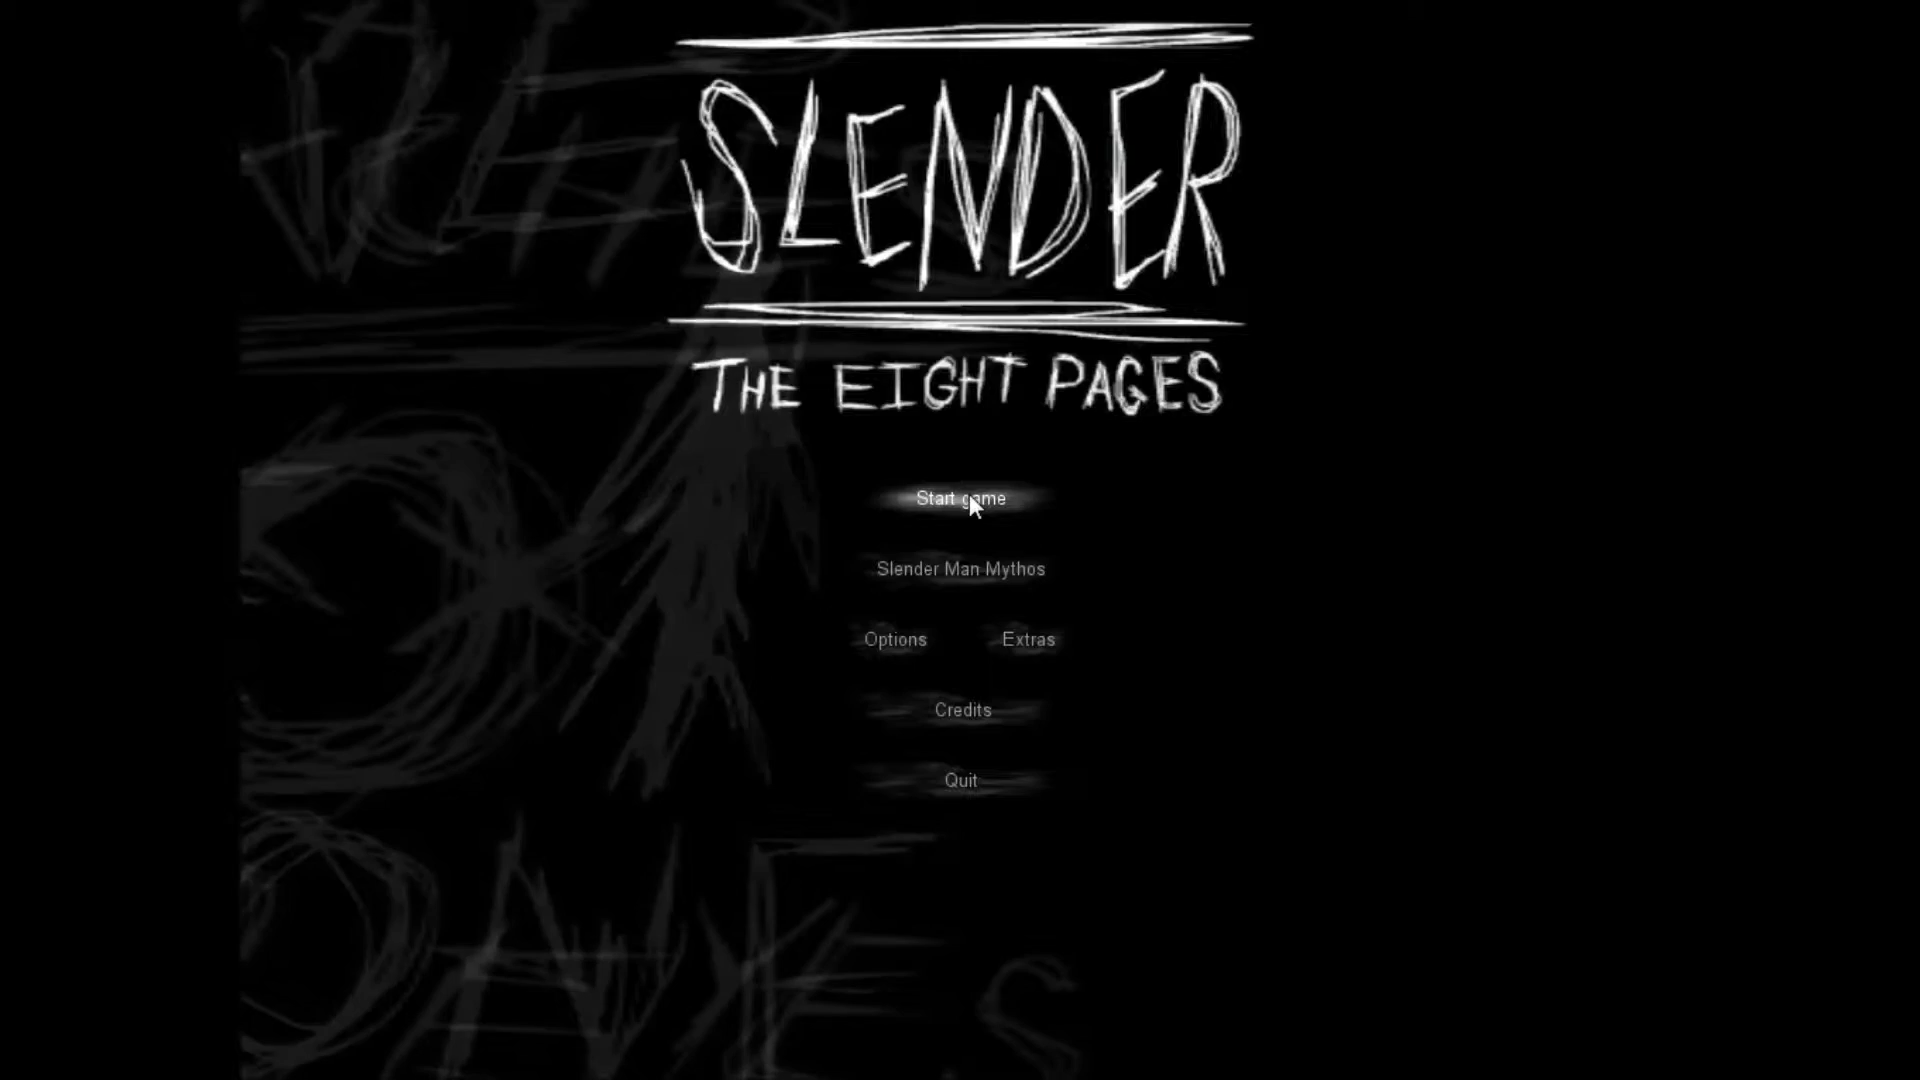 SLENDER
THE EIGHT PAGES
Start game
Slender Man Mythos
Options Extras
Credits
Quit